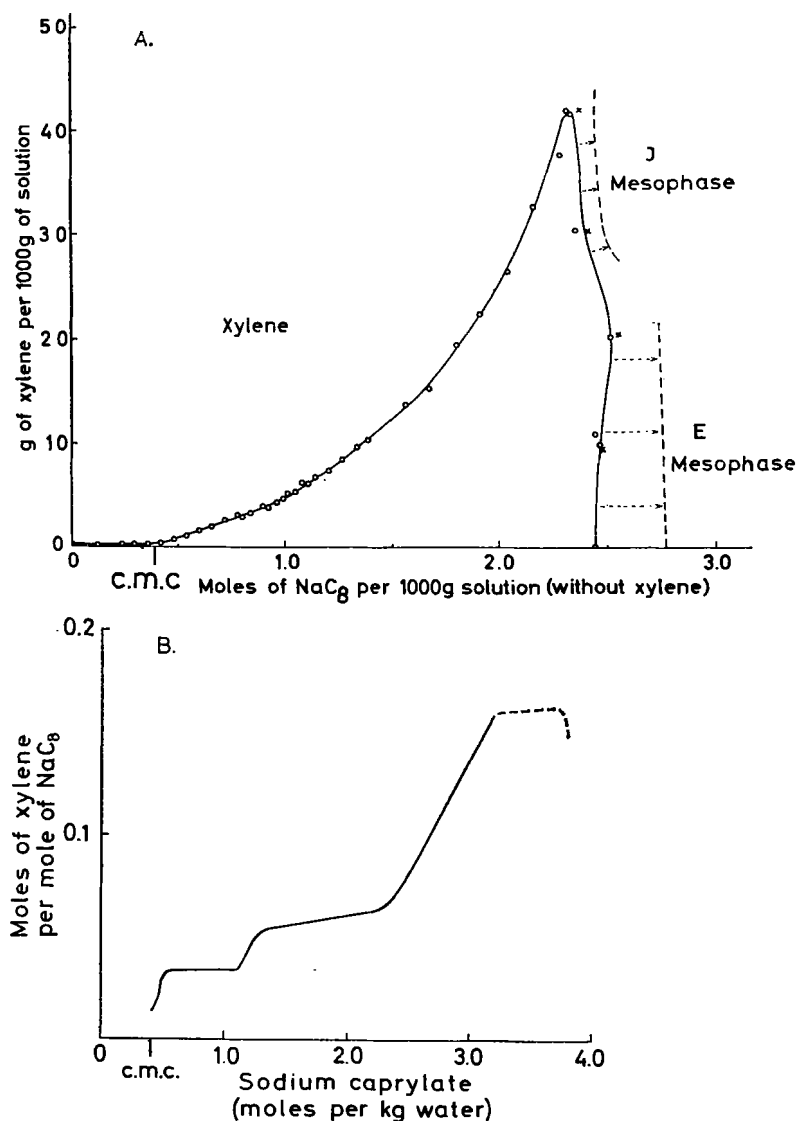 A.
50
40
30
20
10
0
g of xylene per 1000g of solution
Xylene
J
Mesophase
E
Mesophase
0
1.0
2.0
3.0
c.m.c
Moles of NaC8 per 1000g solution (without xylene)
B.
0.2
0.1
Moles of xylene
per mole of NaC8
0
1.0
2.0
3.0
4.0
c.m.c.
Sodium caprylate
(moles per kg water)